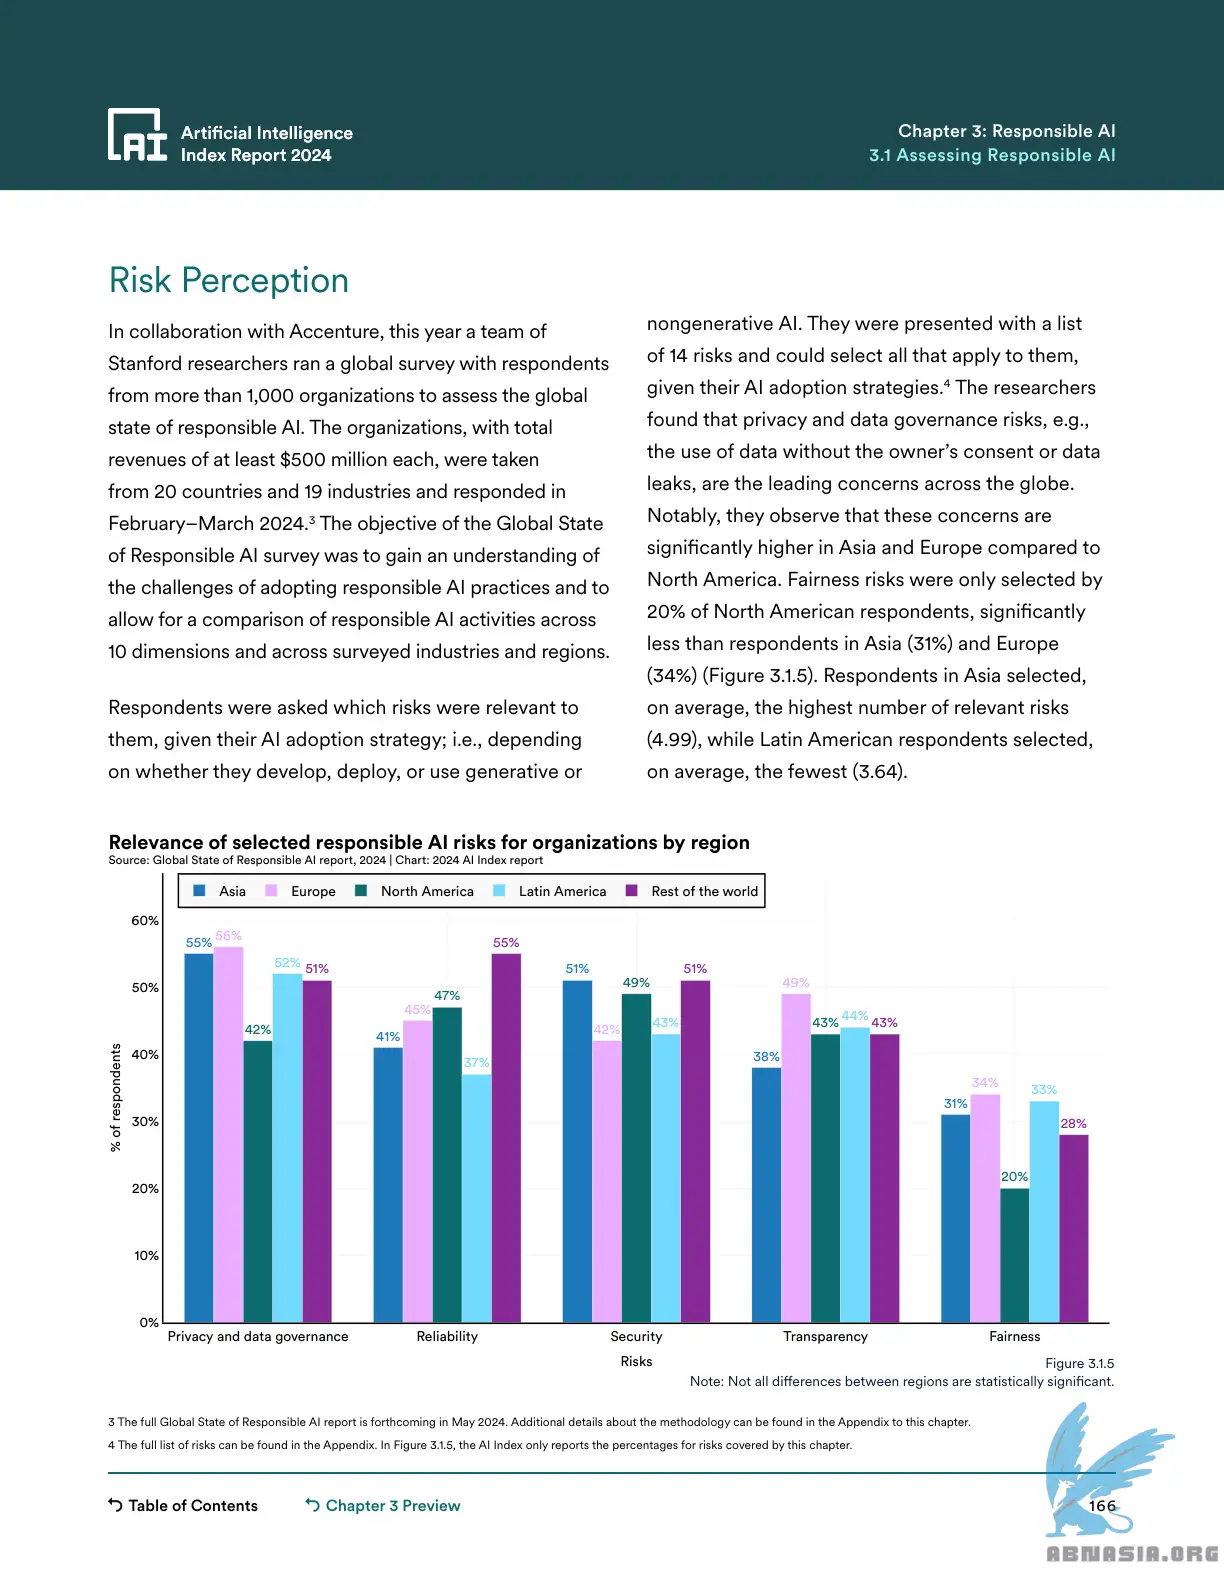 Artificial Intelligence
Index Report 2024
Chapter 3: Responsible AI
3.1 Assessing Responsible AI
Risk Perception
In collaboration with Accenture, this year a team of
Stanford researchers ran a global survey with respondents
from more than 1,000 organizations to assess the global
state of responsible AI. The organizations, with total
revenues of at least $500 million each, were taken
from 20 countries and 19 industries and responded in
February–March 2024.³ The objective of the Global State
of Responsible AI survey was to gain an understanding of
the challenges of adopting responsible AI practices and to
allow for a comparison of responsible AI activities across
10 dimensions and across surveyed industries and regions.
Respondents were asked which risks were relevant to
them, given their AI adoption strategy; i.e., depending
on whether they develop, deploy, or use generative or
nongenerative AI. They were presented with a list
of 14 risks and could select all that apply to them,
given their AI adoption strategies.⁴ The researchers
found that privacy and data governance risks, e.g.,
the use of data without the owner’s consent or data
leaks, are the leading concerns across the globe.
Notably, they observe that these concerns are
significantly higher in Asia and Europe compared to
North America. Fairness risks were only selected by
20% of North American respondents, significantly
less than respondents in Asia (31%) and Europe
(34%) (Figure 3.1.5). Respondents in Asia selected,
on average, the highest number of relevant risks
(4.99), while Latin American respondents selected,
on average, the fewest (3.64).
Relevance of selected responsible AI risks for organizations by region
Source: Global State of Responsible AI report, 2024 | Chart: 2024 AI Index report
Asia Europe North America Latin America Rest of the world
% of respondents
60%
50%
40%
30%
20%
10%
0%
55% 56% 42% 52% 51%
41% 45% 47% 37% 55%
51% 42% 49% 43% 51%
38% 49% 43% 44% 43%
31% 34% 20% 33% 28%
Privacy and data governance Reliability Security Transparency Fairness
Risks
Figure 3.1.5
Note: Not all differences between regions are statistically significant.
3 The full Global State of Responsible AI report is forthcoming in May 2024. Additional details about the methodology can be found in the Appendix to this chapter.
4 The full list of risks can be found in the Appendix. In Figure 3.1.5, the AI Index only reports the percentages for risks covered by this chapter.
Table of Contents Chapter 3 Preview 166
ABNASIA.ORG